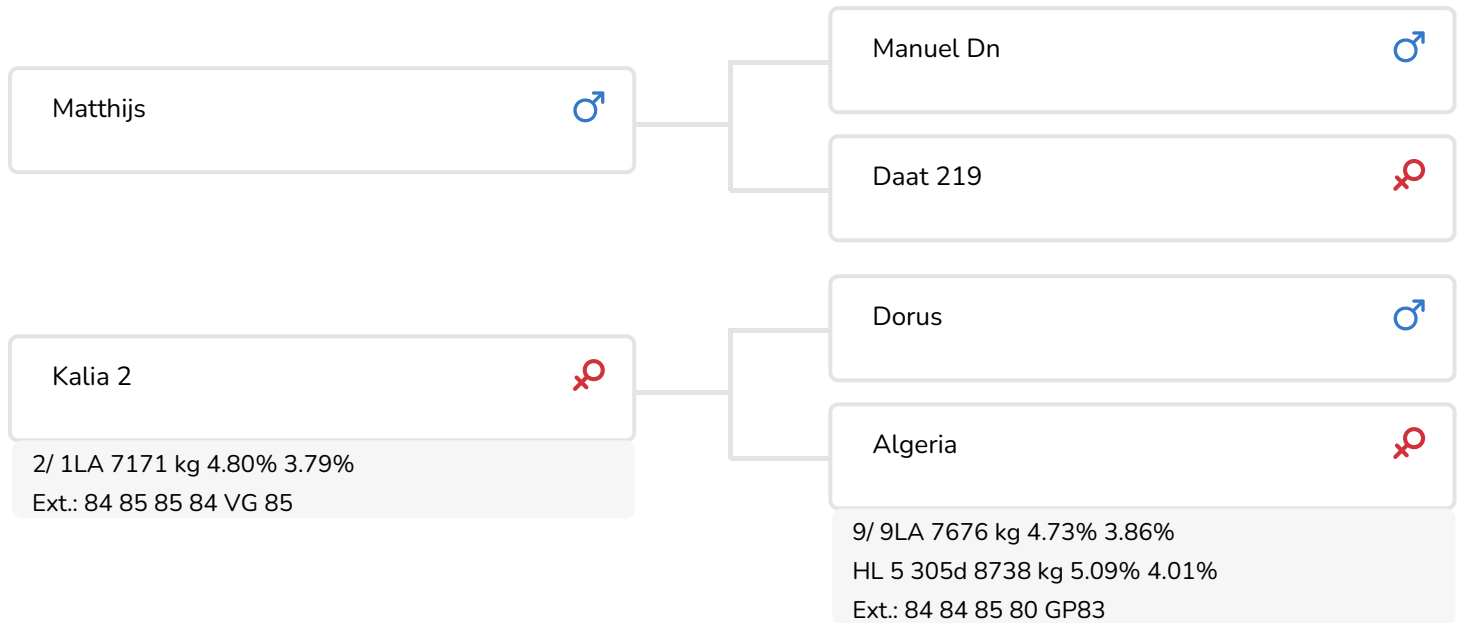 Matthijs
Manuel Dn
Daat 219
Kalia 2
2/ 1LA 7171 kg 4.80% 3.79%
Ext.: 84 85 85 84 VG 85
Dorus
Algeria
9/ 9LA 7676 kg 4.73% 3.86%
HL 5 305d 8738 kg 5.09% 4.01%
Ext.: 84 84 85 80 GP83